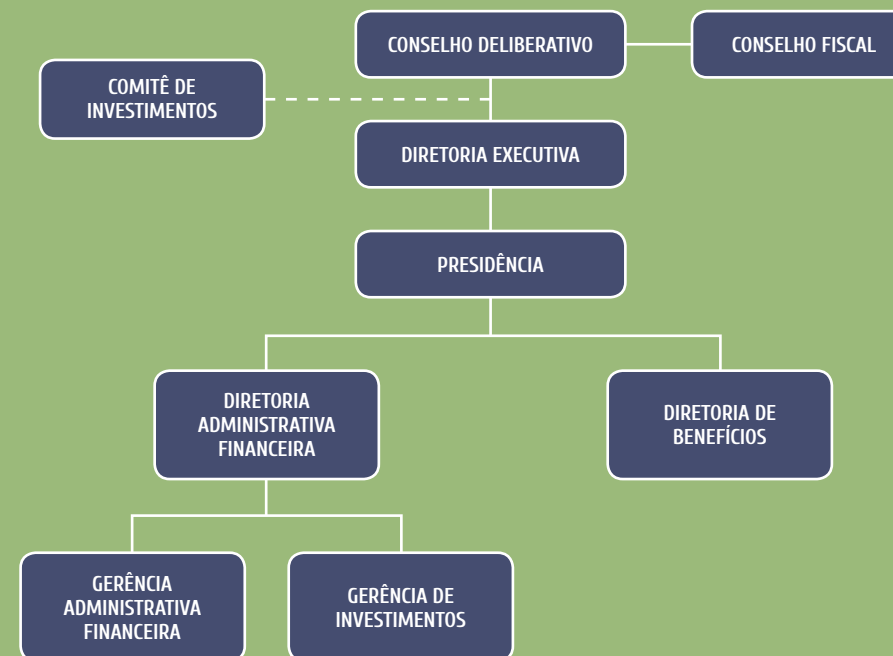 CONSELHO DELIBERATIVO
CONSELHO FISCAL
COMITÊ DE
INVESTIMENTOS
DIRETORIA EXECUTIVA
PRESIDÊNCIA
DIRETORIA
ADMINISTRATIVA
FINANCEIRA
DIRETORIA DE
BENEFÍCIOS
GERÊNCIA
ADMINISTRATIVA
FINANCEIRA
GERÊNCIA DE
INVESTIMENTOS